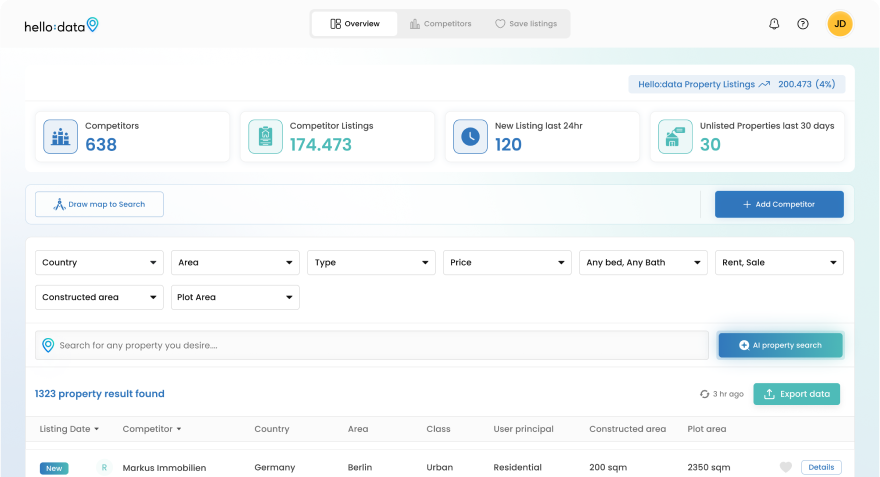 hello:data
Overview
Competitors
Save listings
JD
Hello:data Property Listings 200.473 (4%)
Competitors
638
Competitor Listings
174.473
New Listing last 24hr
120
Unlisted Properties last 30 days
30
Draw map to Search
+ Add Competitor
Country
Area
Type
Price
Any bed, Any Bath
Rent, Sale
Constructed area
Plot Area
Search for any property you desire....
AI property search
1323 property result found
3 hr ago
Export data
Listing Date Competitor Country Area Class User principal Constructed area Plot area
New R Markus Immobilien Germany Berlin Urban Residential 200 sqm 2350 sqm Details